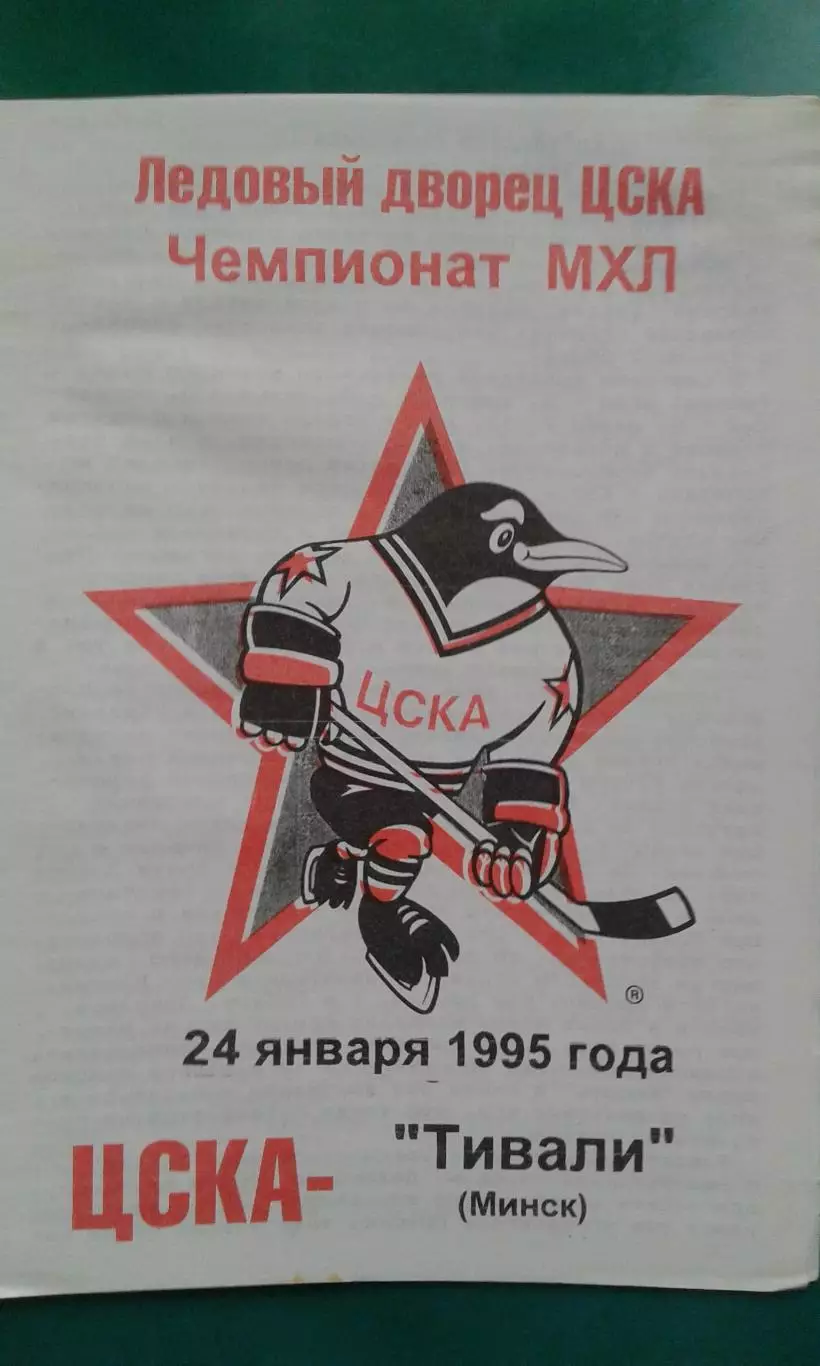 Ледовый дворец ЦСКА
Чемпионат МХЛ
ЦСКА
®
24 января 1995 года
ЦСКА-
"Тивали"
(Минск)